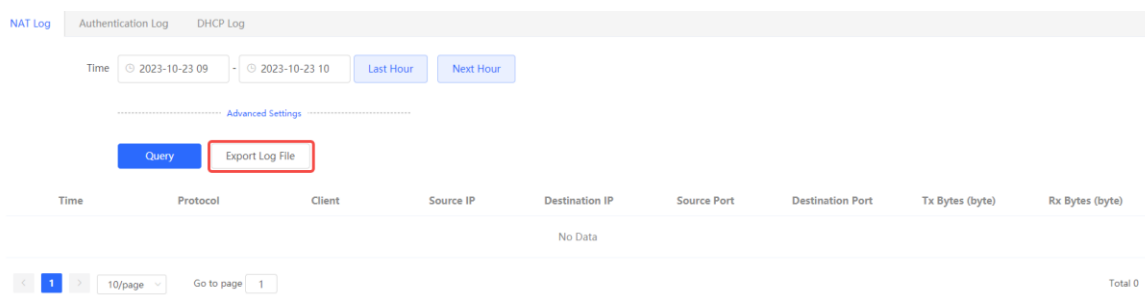 NAT Log Authentication Log DHCP Log
Time 2023-10-23 09 - 2023-10-23 10 Last Hour Next Hour
Advanced Settings
Query Export Log File
Time Protocol Client Source IP Destination IP Source Port Destination Port Tx Bytes (byte) Rx Bytes (byte)
No Data
< 1 > 10/page Go to page 1 Total 0